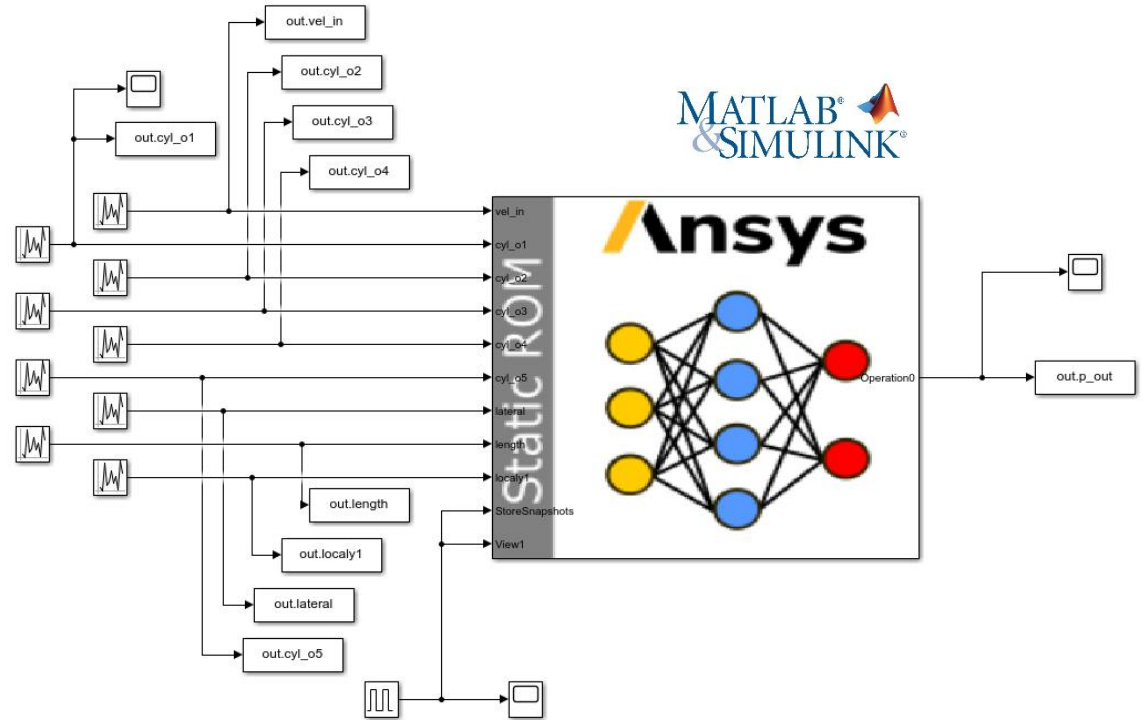 out.vel_in
out.cyl_o2
out.cyl_o3
out.cyl_o1
out.cyl_o4
MATLAB®
&SIMULINK®
Ansys
Static ROM
vel_in
cyl_o1
cyl_o2
cyl_o3
cyl_o4
cyl_o5
lateral
length
localy1
StoreSnapshots
View1
Operation0
out.p_out
out.length
out.localy1
out.lateral
out.cyl_o5